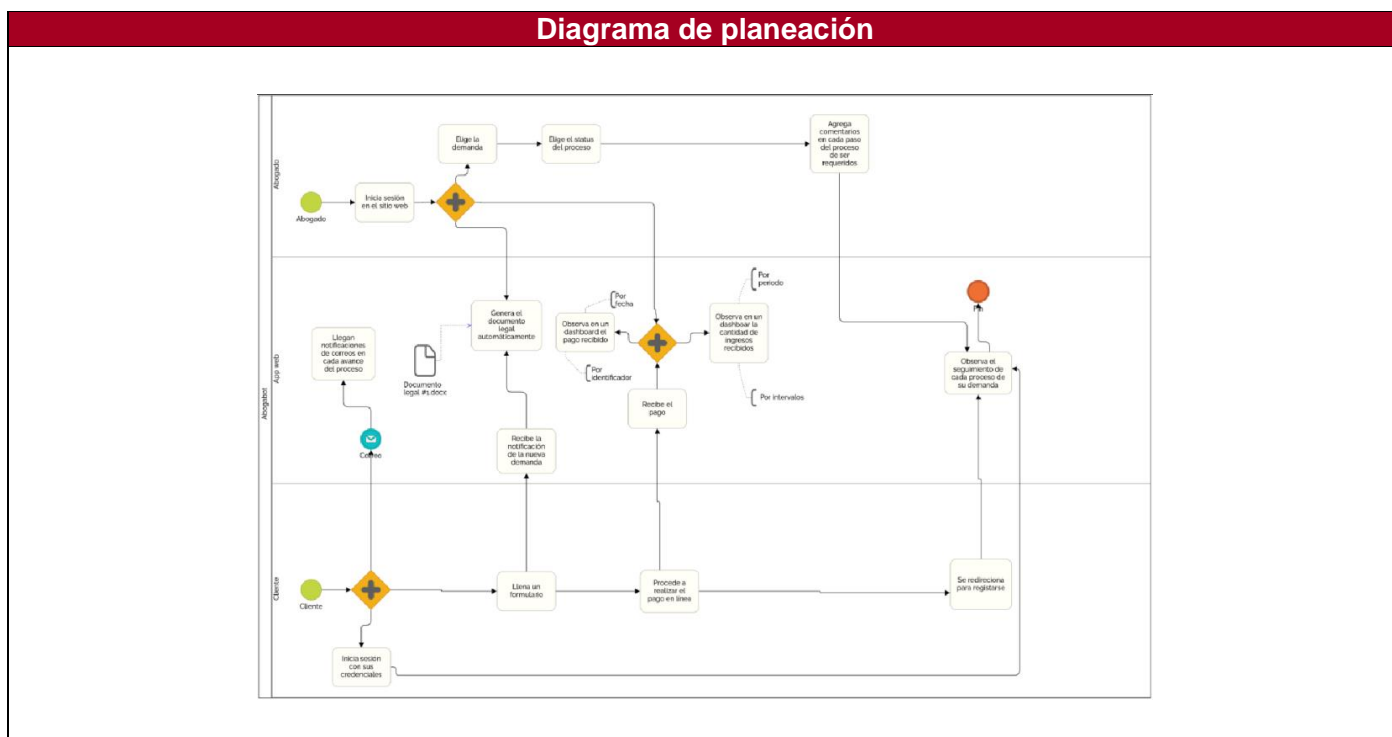 Diagrama de planeación
Abogabot
Abogado
Abogado
Inicia sesión
en el sitio web
Elige la
demanda
Elige el status
del proceso
Agrega
comentarios
en cada paso
del proceso
de ser
requeridos
App web
Llegan
notificaciones
de correos en
cada avance
del proceso
Correo
Documento
legal #1.docx
Genera el
documento
legal
automáticamente
Recibe la
notificación
de la nueva
demanda
Por
fecha
Observa en un
dashboard el
pago recibido
Por
identificador
Recibe el
pago
Por
periodo
Observa en un
dashboar la
cantidad de
ingresos
recibidos
Por intervalos
Fin
Observa el
seguimiento de
cada proceso de
su demanda
Cliente
Cliente
Llena un
formulario
Procede a
realizar el
pago en línea
Se redirecciona
para registarse
Inicia sesión
con sus
credenciales